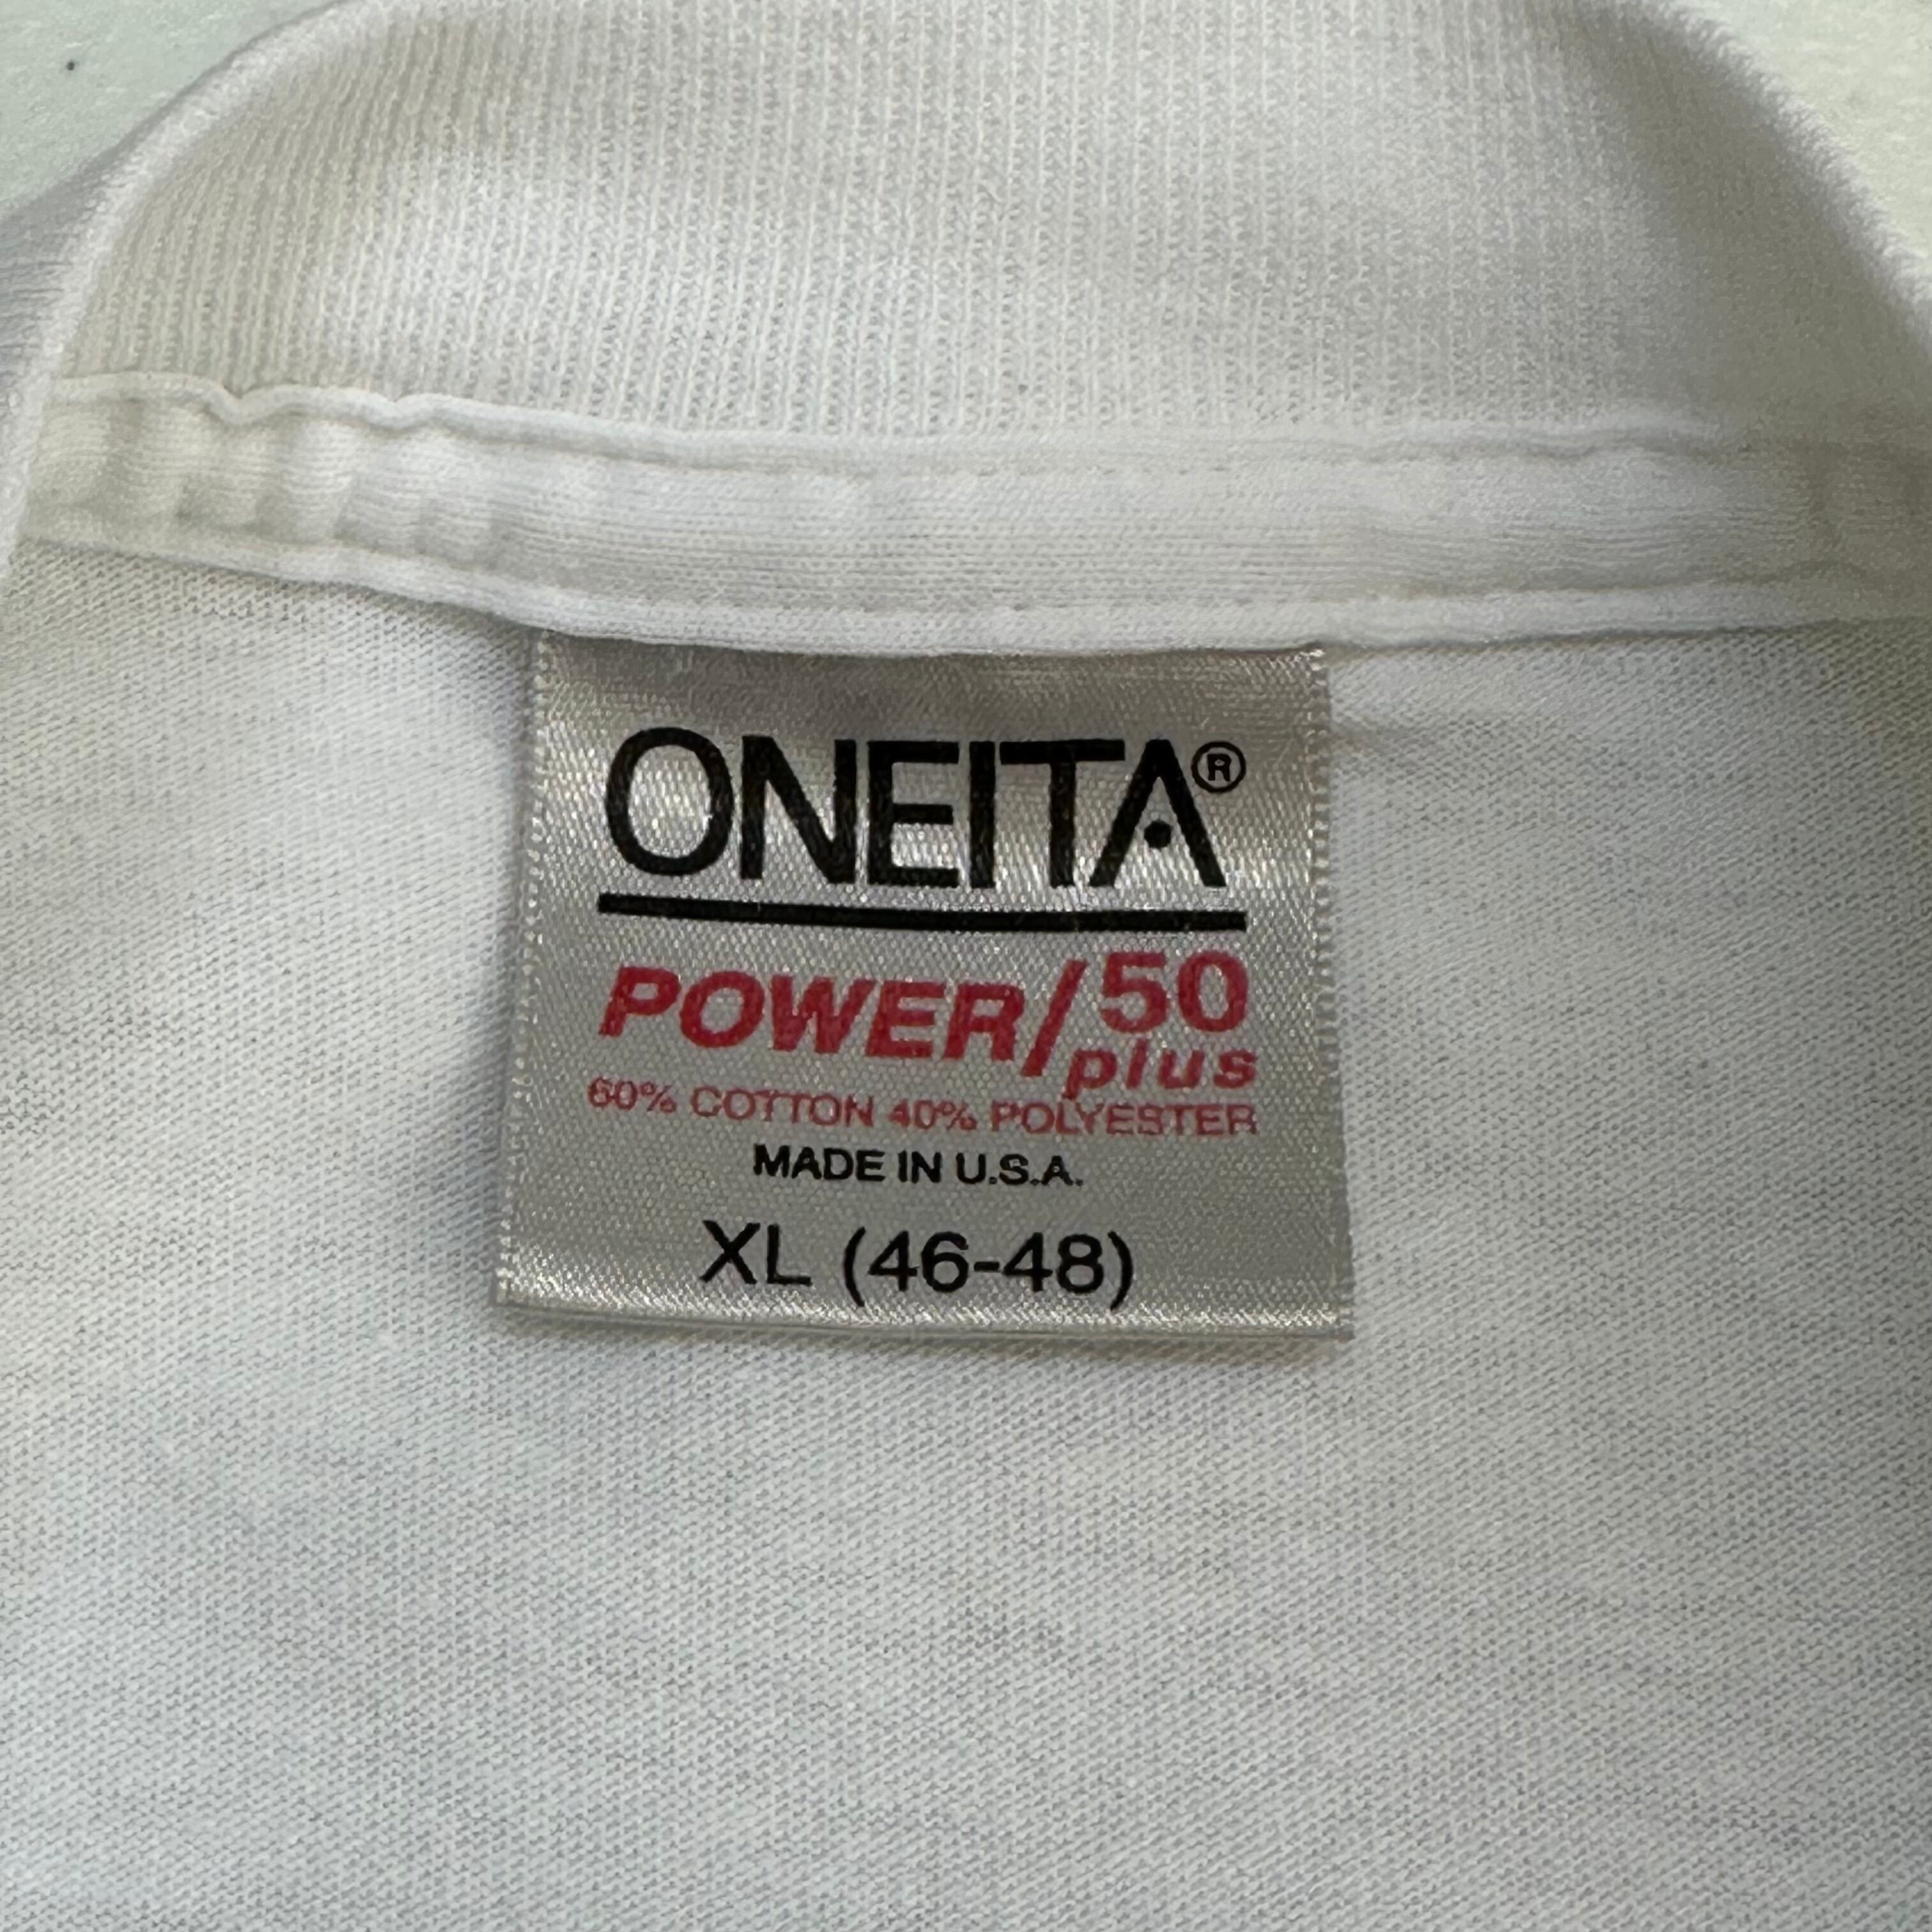 ONEITA®
POWER/50
plus
60% COTTON 40% POLYESTER
MADE IN U.S.A.
XL (46-48)